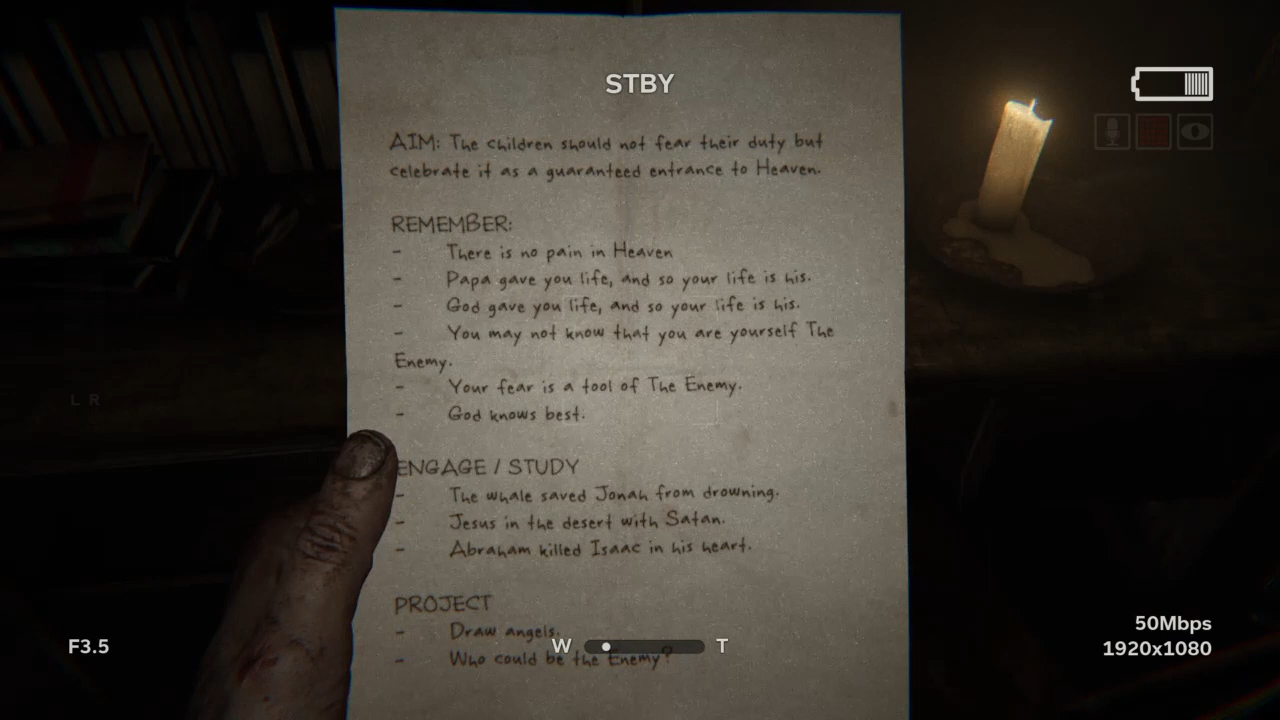 STBY
AIM: The children should not fear their duty but
celebrate it as a guaranteed entrance to Heaven.
REMEMBER:
- There is no pain in Heaven
- Papa gave you life, and so your life is his.
- God gave you life, and so your life is his.
- You may not know that you are yourself The
Enemy.
- Your fear is a tool of The Enemy.
- God knows best.
L R
ENGAGE / STUDY
- The whale saved Jonah from drowning.
- Jesus in the desert with Satan.
- Abraham killed Isaac in his heart.
PROJECT
- Draw angels.
- Who could be the Enemy?
F3.5
W T
50Mbps
1920x1080